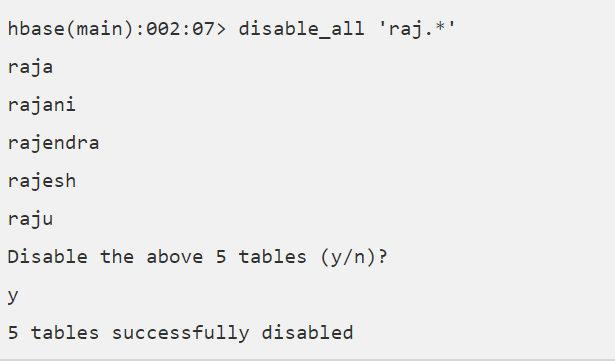 hbase(main):002:07> disable_all 'raj.*'
raja
rajani
rajendra
rajesh
raju
Disable the above 5 tables (y/n)?
y
5 tables successfully disabled